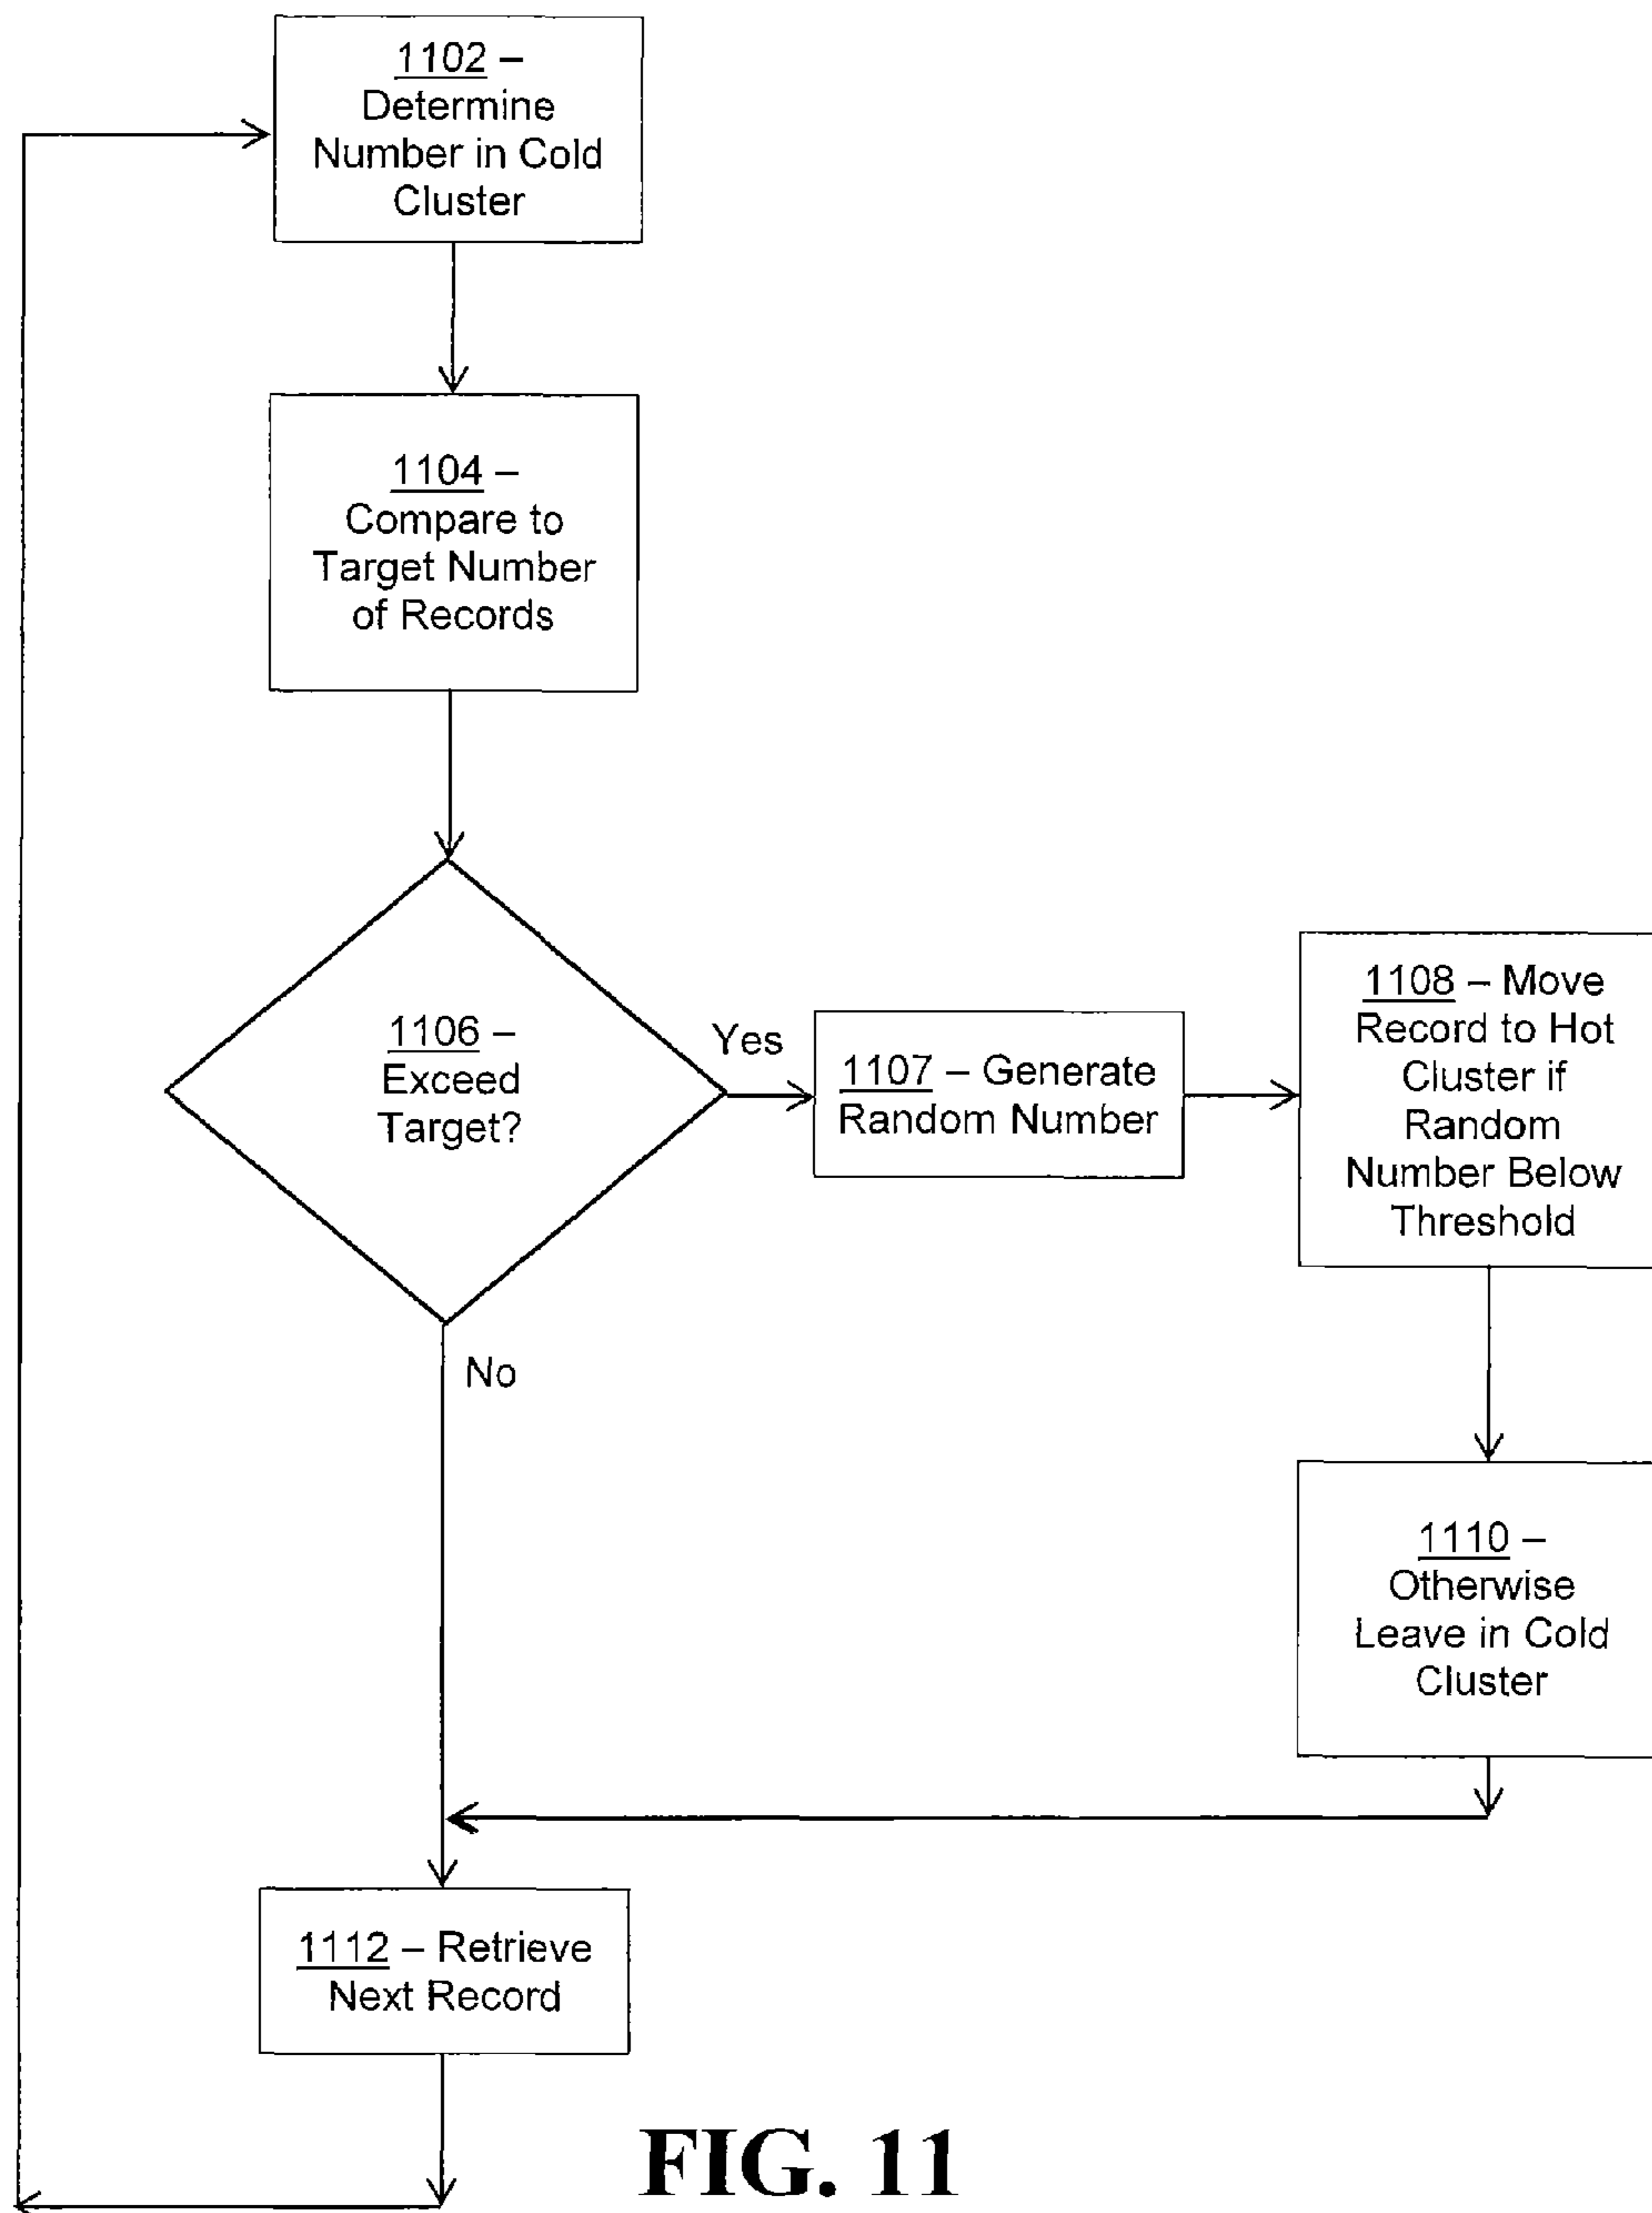 1102 –
Determine
Number in Cold
Cluster
1104 –
Compare to
Target Number
of Records
1106 –
Exceed
Target?
Yes
1107 – Generate
Random Number
1108 – Move
Record to Hot
Cluster if
Random
Number Below
Threshold
No
1110 –
Otherwise
Leave in Cold
Cluster
1112 – Retrieve
Next Record
FIG. 11